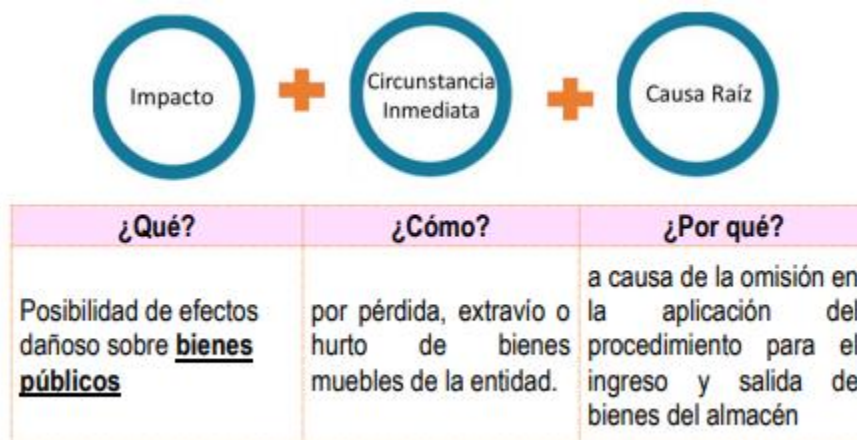 Impacto
Circunstancia
Inmediata
Causa Raíz
¿Qué?
¿Cómo?
¿Por qué?
Posibilidad de efectos
dañoso sobre bienes
públicos
por pérdida, extravío o
hurto de bienes
muebles de la entidad.
a causa de la omisión en
la aplicación del
procedimiento para el
ingreso y salida de
bienes del almacén